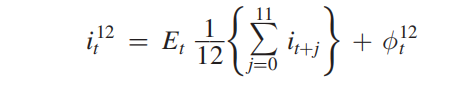 $i_t^{12} = E_t \frac{1}{12} \left\{ \sum_{j=0}^{11} i_{t+j} \right\} + \phi_t^{12}$